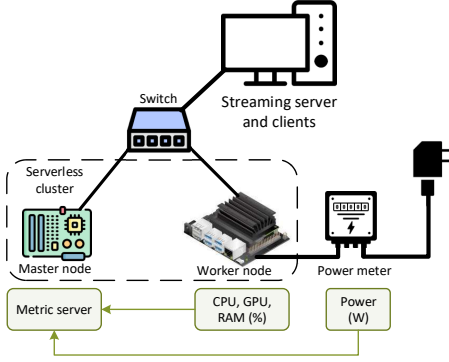 Switch
Streaming server
and clients
Serverless
cluster
Master node
Worker node
Power meter
Metric server
CPU, GPU,
RAM (%)
Power
(W)